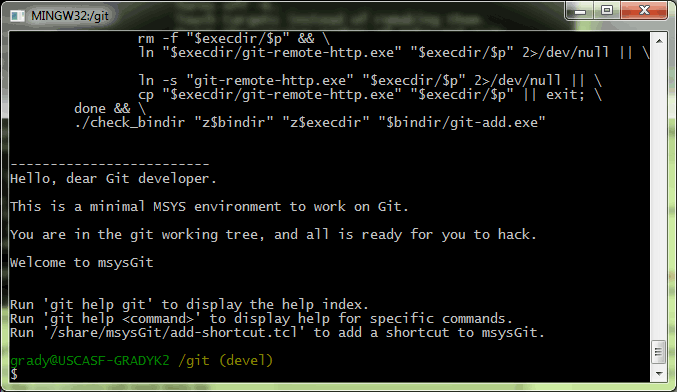 MINGW32:/git
rm -f "$execdir/$p" && \
ln "$execdir/git-remote-http.exe" "$execdir/$p" 2>/dev/null || \
ln -s "git-remote-http.exe" "$execdir/$p" 2>/dev/null || \
cp "$execdir/git-remote-http.exe" "$execdir/$p" || exit; \
done && \
./check_bindir "z$bindir" "z$execdir" "$bindir/git-add.exe"
-------------------------
Hello, dear Git developer.
This is a minimal MSYS environment to work on Git.
You are in the git working tree, and all is ready for you to hack.
Welcome to msysGit
Run 'git help git' to display the help index.
Run 'git help <command>' to display help for specific commands.
Run '/share/msysGit/add-shortcut.tcl' to add a shortcut to msysGit.
grady@USCASF-GRADYK2 /git (devel)
$